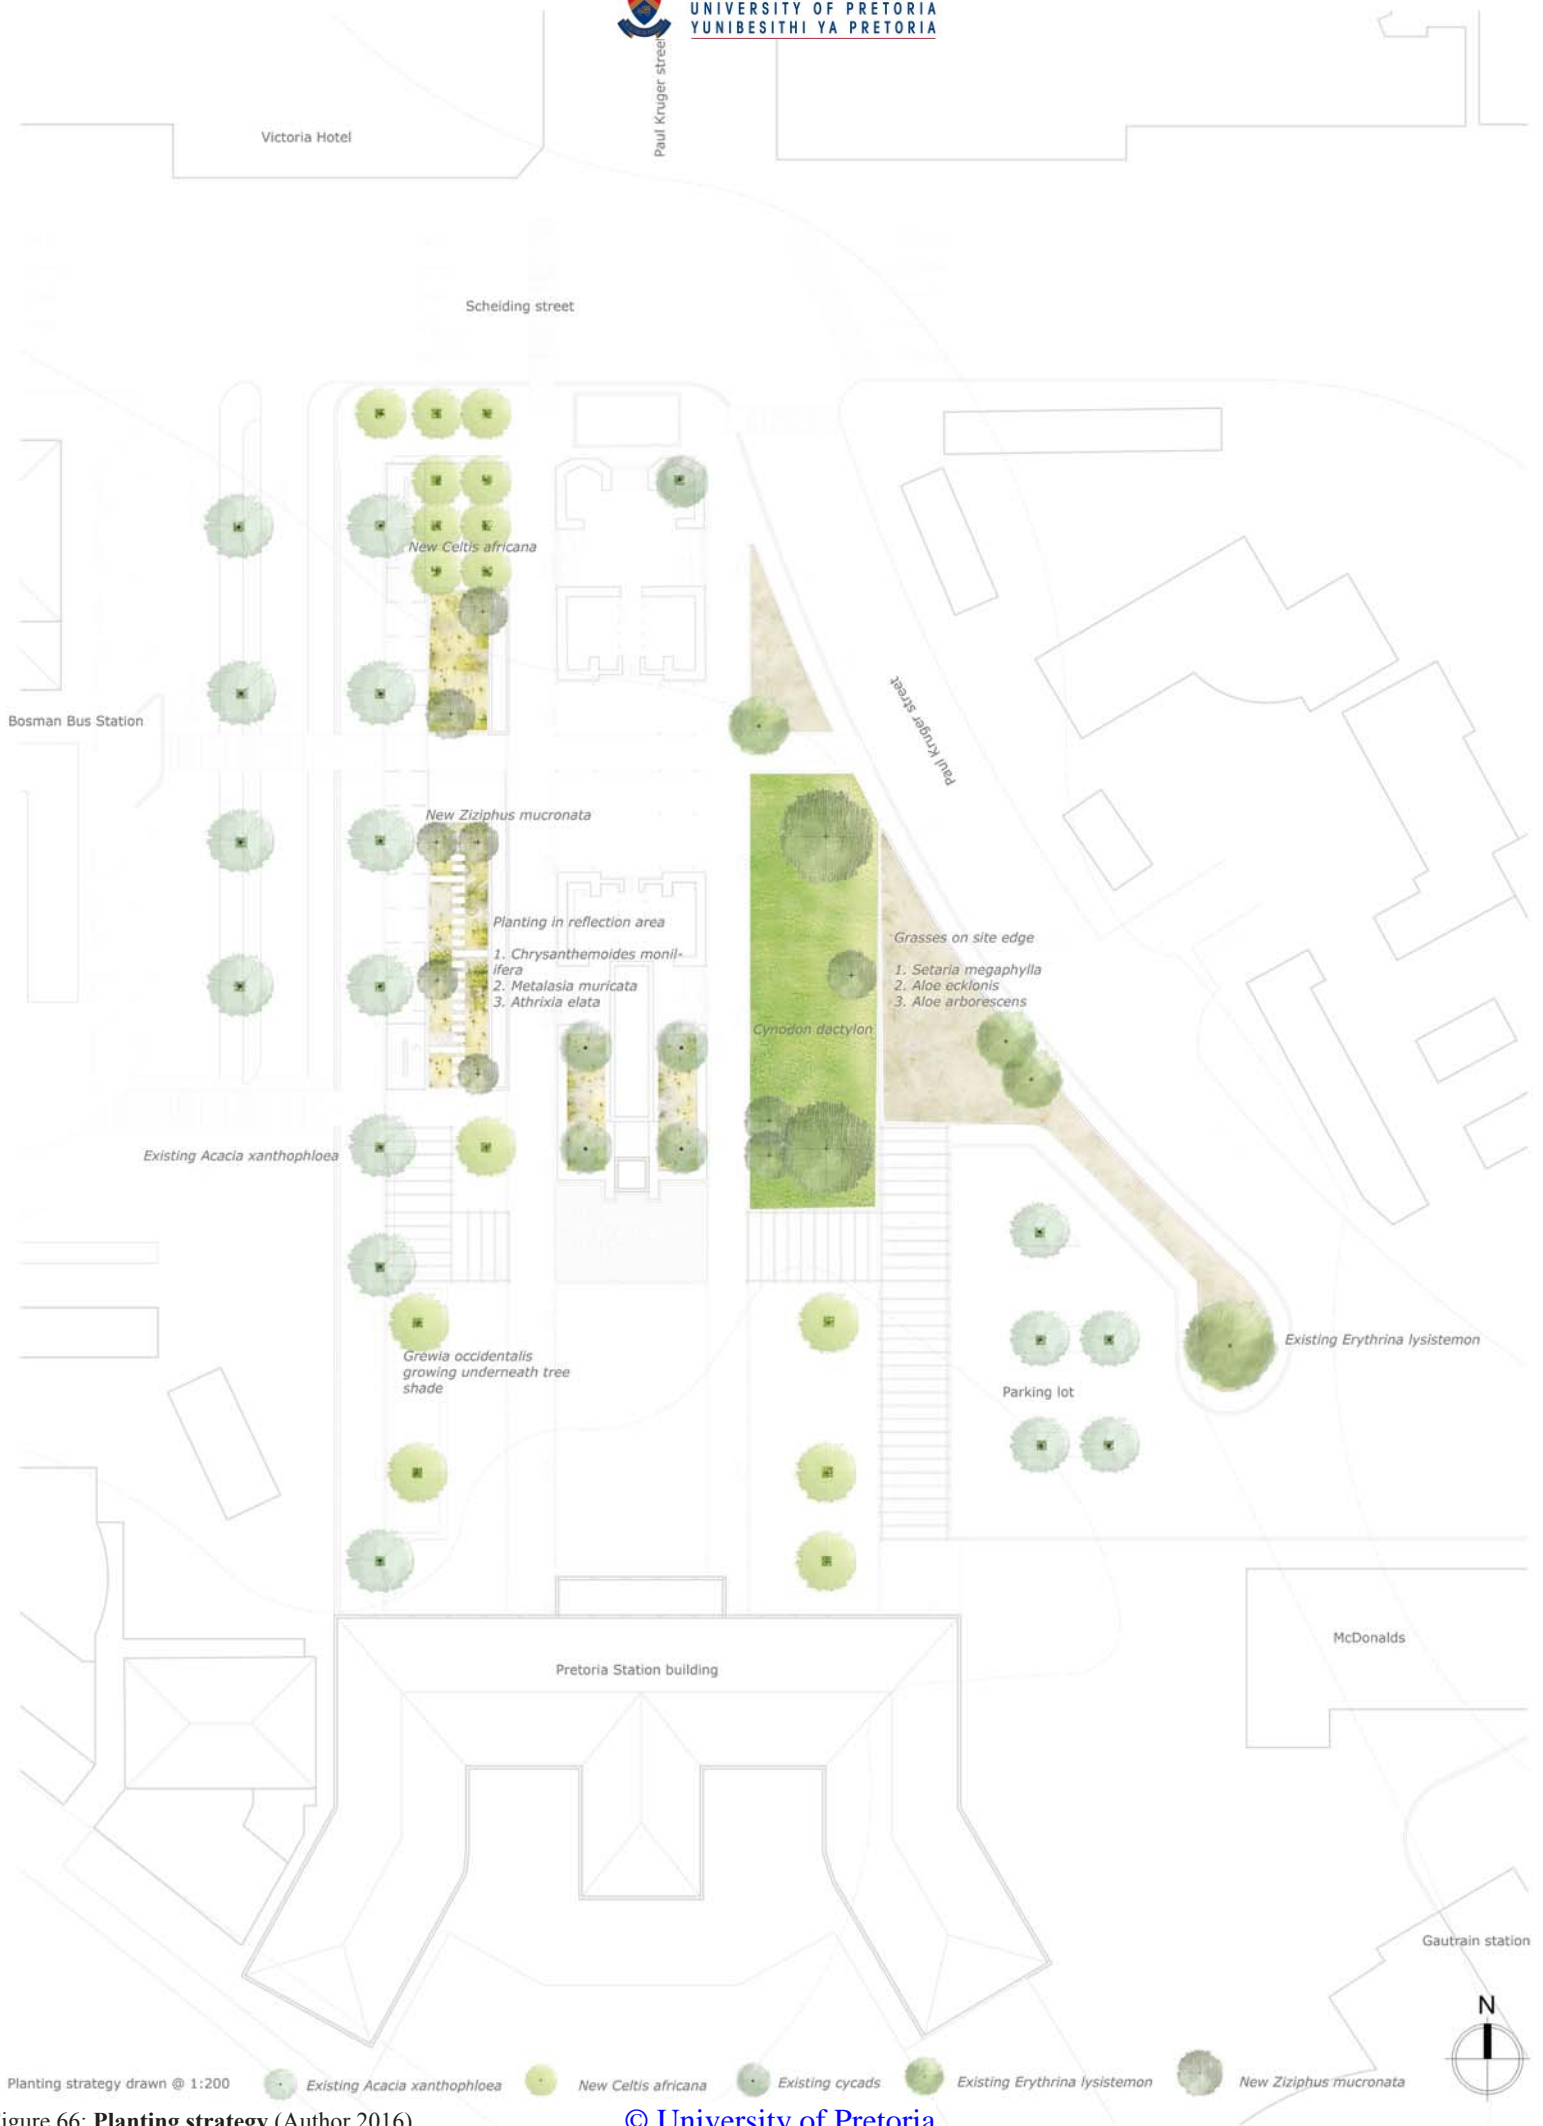 UNIVERSITY OF PRETORIA
YUNIBESITHI YA PRETORIA
Paul Kruger street
Victoria Hotel
Scheiding street
New Celtis africana
Paul Kruger street
Bosman Bus Station
New Ziziphus mucronata
Planting in reflection area
1. Chrysanthemoides monil-
ifera
2. Metalasia muricata
3. Athrixia elata
Grasses on site edge
1. Setaria megaphylla
2. Aloe ecklonis
3. Aloe arborescens
Cynodon dactylon
Existing Acacia xanthophloea
Existing Erythrina lysistemon
Grewia occidentalis
growing underneath tree
shade
Parking lot
McDonalds
Pretoria Station building
Gautrain station
N
Planting strategy drawn @ 1:200
Existing Acacia xanthophloea
New Celtis africana
Existing cycads
Existing Erythrina lysistemon
New Ziziphus mucronata
igure 66: Planting strategy (Author 2016)
© University of Pretoria